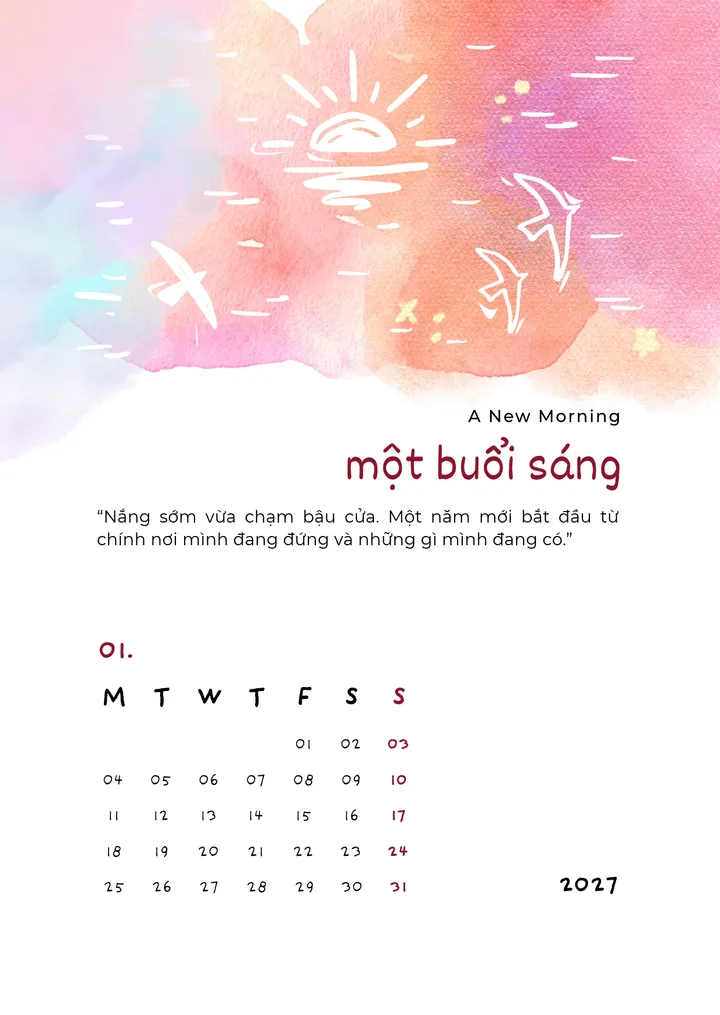 A New Morning
một buổi sáng
“Nắng sớm vừa chạm bậu cửa. Một năm mới bắt đầu từ
chính nơi mình đang đứng và những gì mình đang có.”
01.
M T W T F S S
01 02 03
04 05 06 07 08 09 10
11 12 13 14 15 16 17
18 19 20 21 22 23 24
25 26 27 28 29 30 31
2027